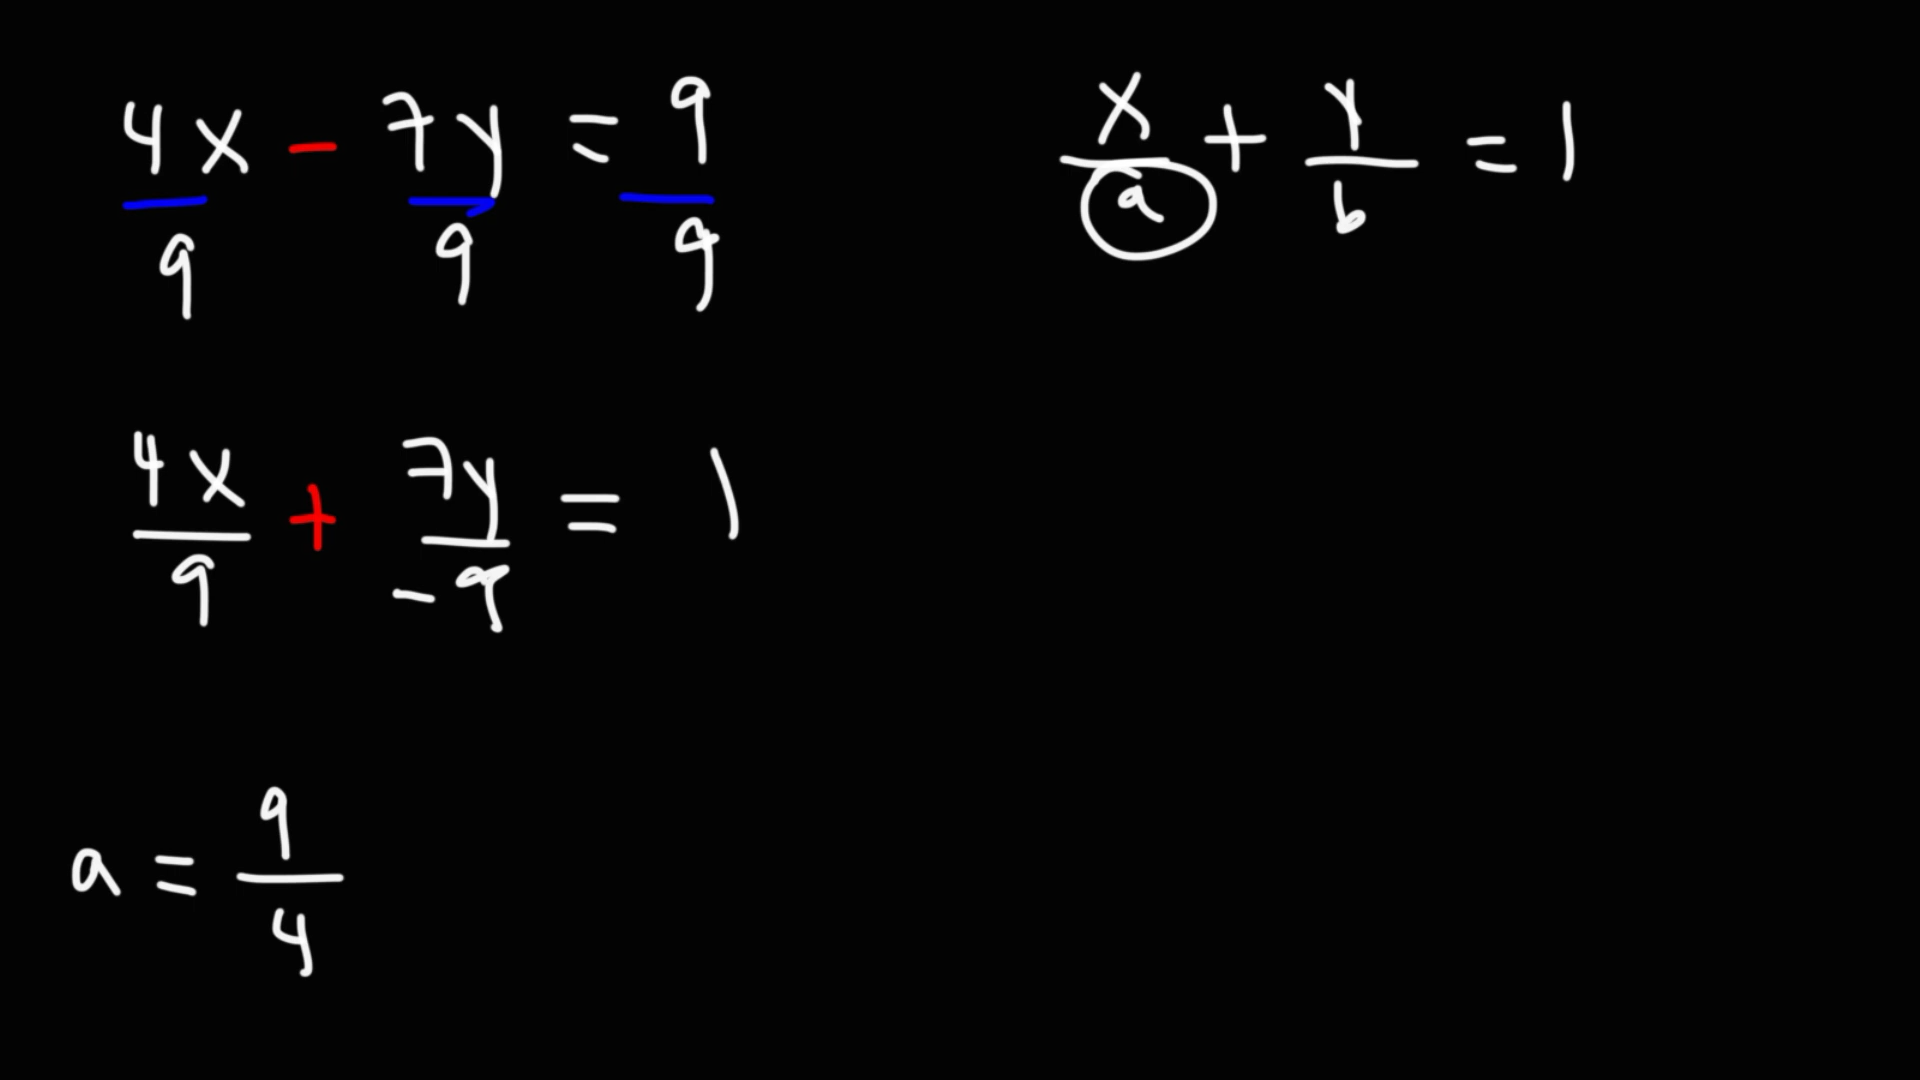 4x - 7y = 9
9 9 9
4x/9 + 7y/-9 = 1
a = 9/4
x/a + y/b = 1